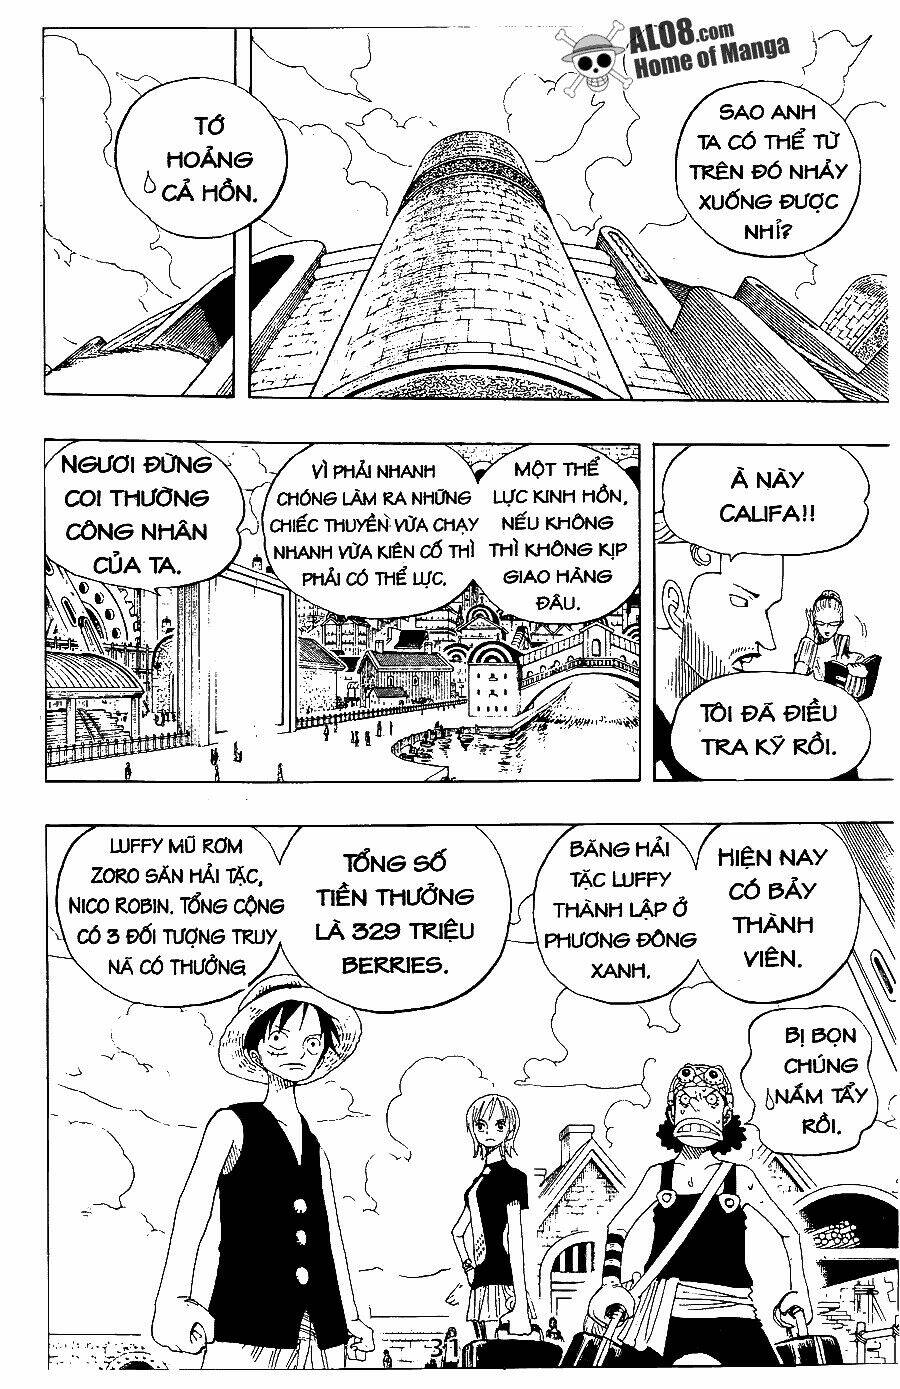 AL08.com
Home of Manga
SAO ANH
TA CÓ THỂ TỪ
TRÊN ĐÓ NHẢY
XUỐNG ĐƯỢC
NHỈ?
TỚ
HOẢNG
CẢ HỒN.
À NÀY
CALIFA!!
TÔI ĐÃ ĐIỀU
TRA KỸ RỒI.
MỘT THỂ
LỰC KINH HỒN,
NẾU KHÔNG
THÌ KHÔNG KỊP
GIAO HÀNG
ĐÂU.
VÌ PHẢI NHANH
CHÓNG LÀM RA NHỮNG
CHIẾC THUYỀN VỪA CHẠY
NHANH VỪA KIÊN CỐ THÌ
PHẢI CÓ THỂ LỰC.
NGƯƠI ĐỪNG
COI THƯỜNG
CÔNG NHÂN
CỦA TA.
HIỆN NAY
CÓ BẢY
THÀNH
VIÊN.
BĂNG HẢI
TẶC LUFFY
THÀNH LẬP Ở
PHƯƠNG ĐÔNG
XANH.
TỔNG SỐ
TIỀN THƯỞNG
LÀ 329 TRIỆU
BERRIES.
LUFFY MŨ RƠM
ZORO SĂN HẢI TẶC,
NICO ROBIN. TỔNG CỘNG
CÓ 3 ĐỐI TƯỢNG TRUY
NÃ CÓ THƯỞNG.
BỊ BỌN
CHÚNG
NẮM TẨY
RỒI.
31